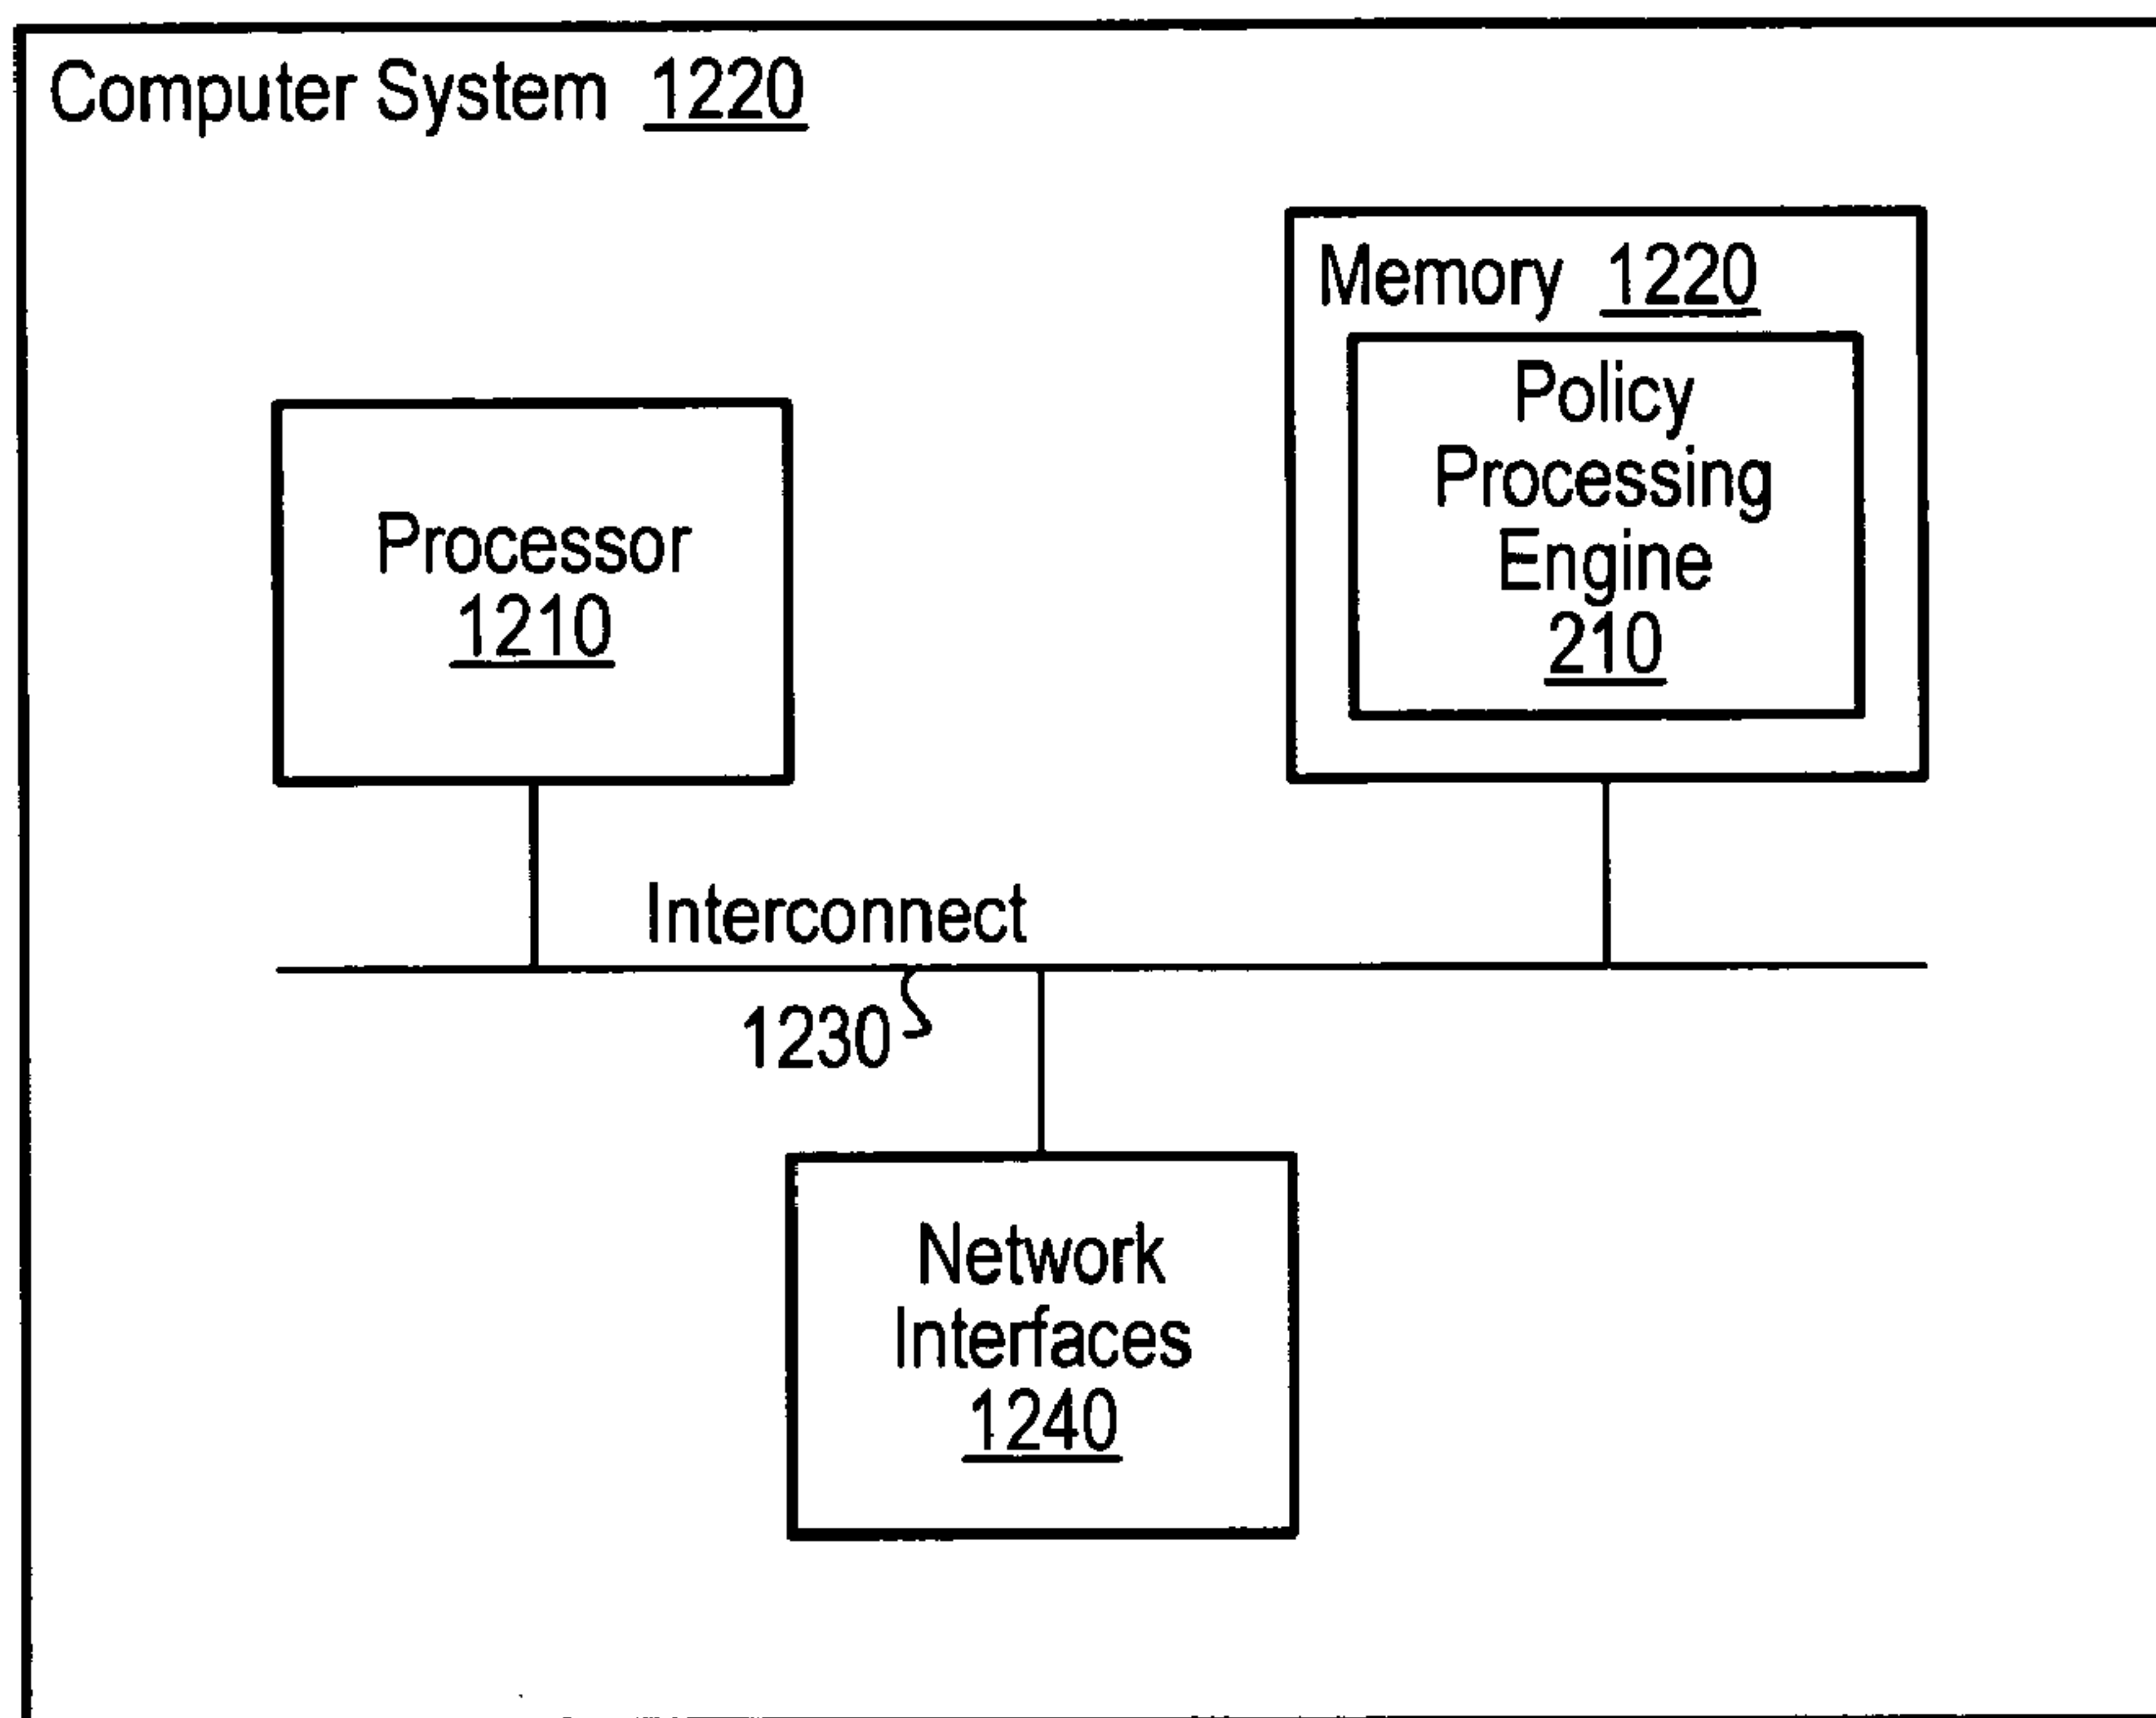 Computer System 1220
Memory 1220
Policy
Processing
Engine
210
Processor
1210
Interconnect
1230
Network
Interfaces
1240